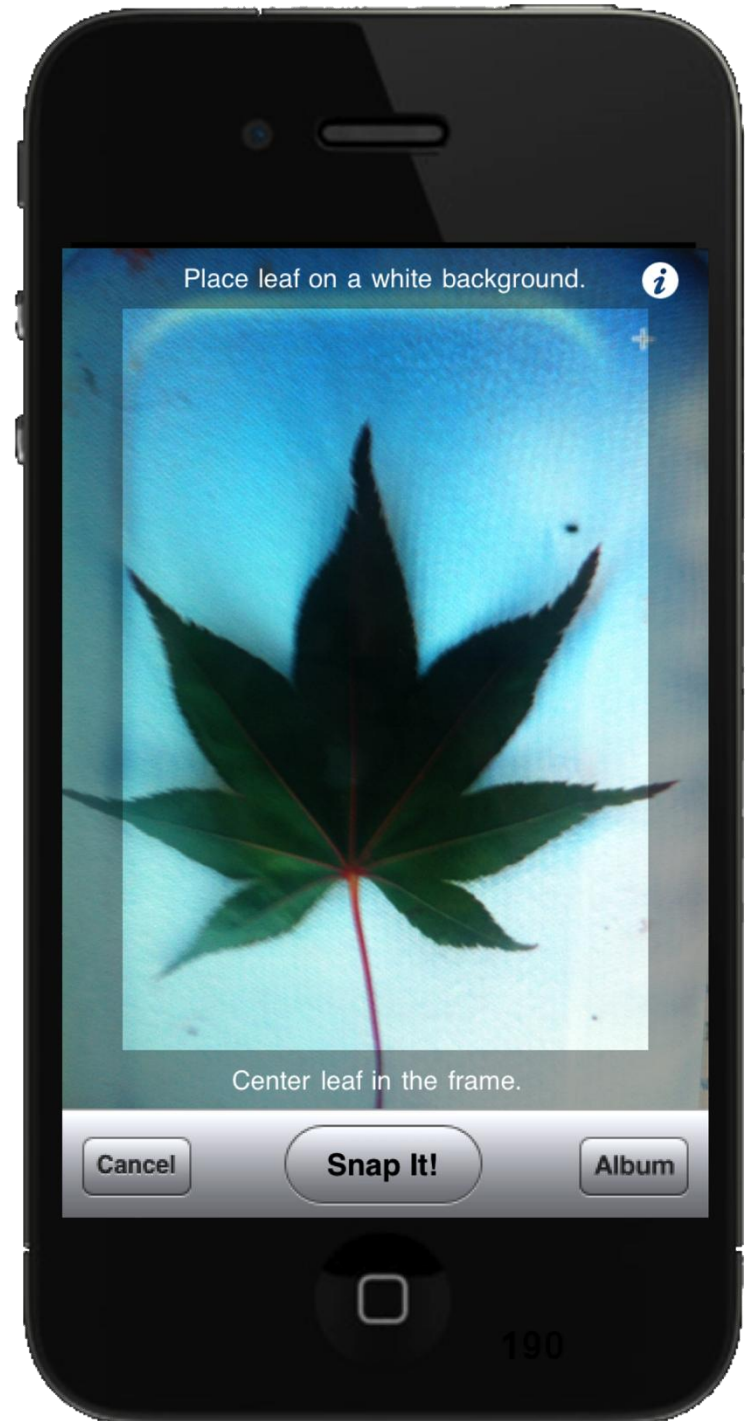 Place leaf on a white background.
i
Center leaf in the frame.
Cancel
Snap It!
Album
190